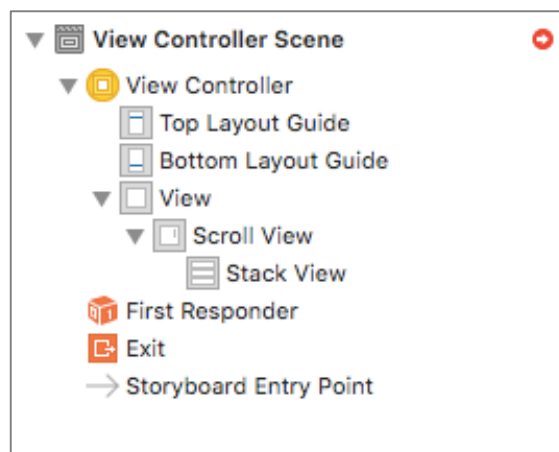 View Controller Scene
View Controller
Top Layout Guide
Bottom Layout Guide
View
Scroll View
Stack View
First Responder
Exit
Storyboard Entry Point